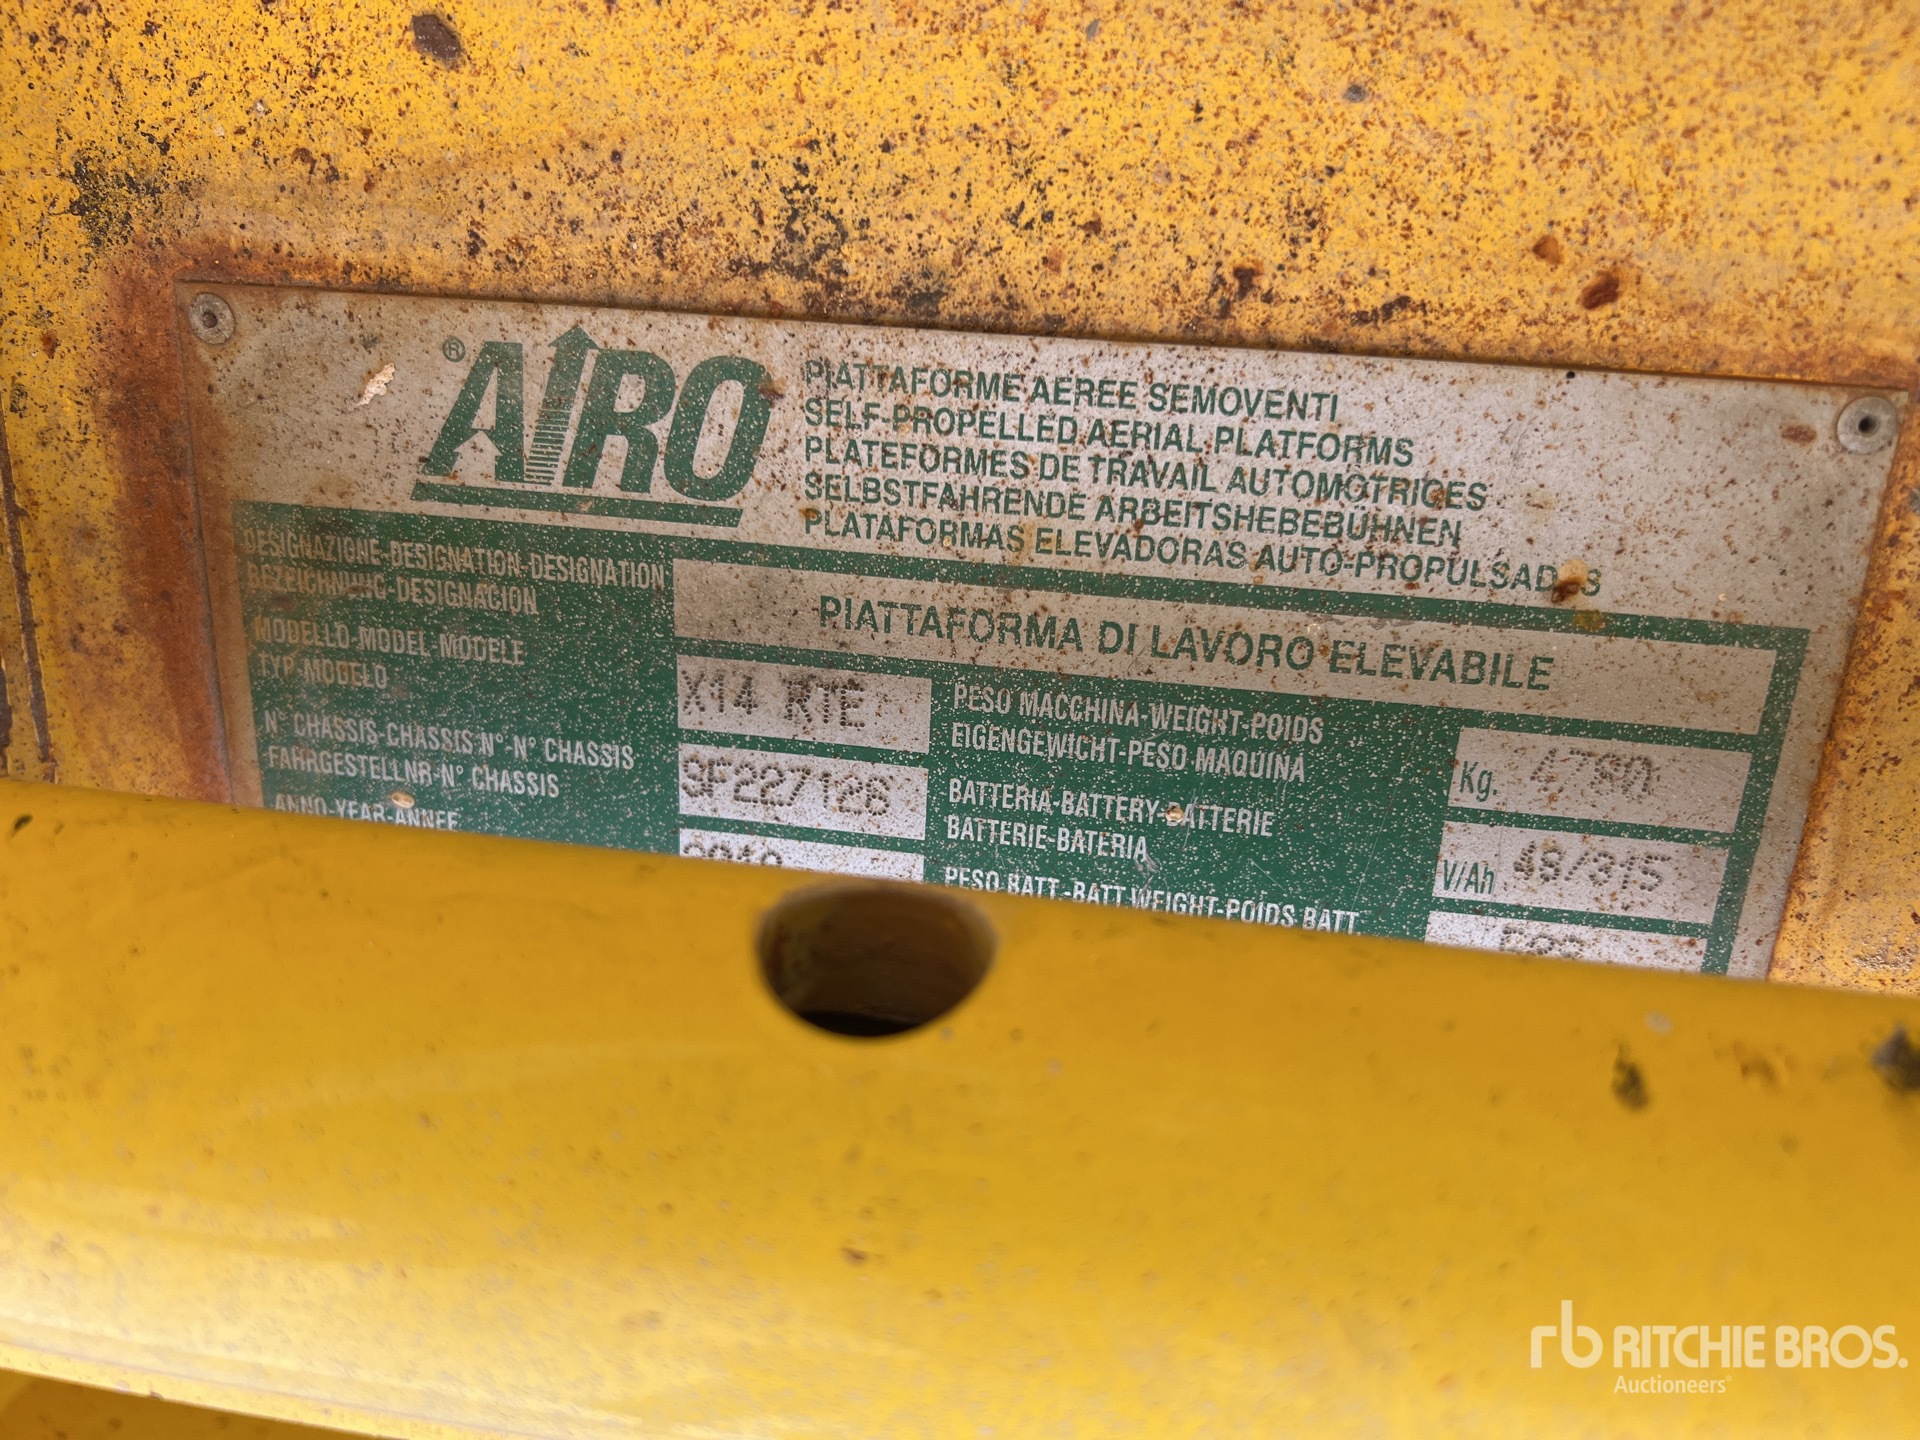 ® AIRO
PIATTAFORME AEREE SEMOVENTI
SELF-PROPELLED AERIAL PLATFORMS
PLATEFORMES DE TRAVAIL AUTOMOTRICES
SELBSTFAHRENDE ARBEITSHEBEBÜHNEN
PLATAFORMAS ELEVADORAS AUTO-PROPULSADAS
DESIGNAZIONE-DESIGNATION-DESIGNATION
BEZEICHNUNG-DESIGNACION
PIATTAFORMA DI LAVORO ELEVABILE
MODELLO-MODEL-MODELE
TYP-MODELO
X14 RTE
N° CHASSIS-CHASSIS N°-N° CHASSIS
FAHRGESTELLNR-N° CHASSIS
SF227126
ANNO-YEAR-ANNEE
PESO MACCHINA-WEIGHT-POIDS
EIGENGEWICHT-PESO MAQUINA
Kg. 4780
BATTERIA-BATTERY-BATTERIE
BATTERIE-BATERIA
V/Ah 48/315
PESO BATT.-BATT.WEIGHT-POIDS BATT.
rb RITCHIE BROS.
Auctioneers